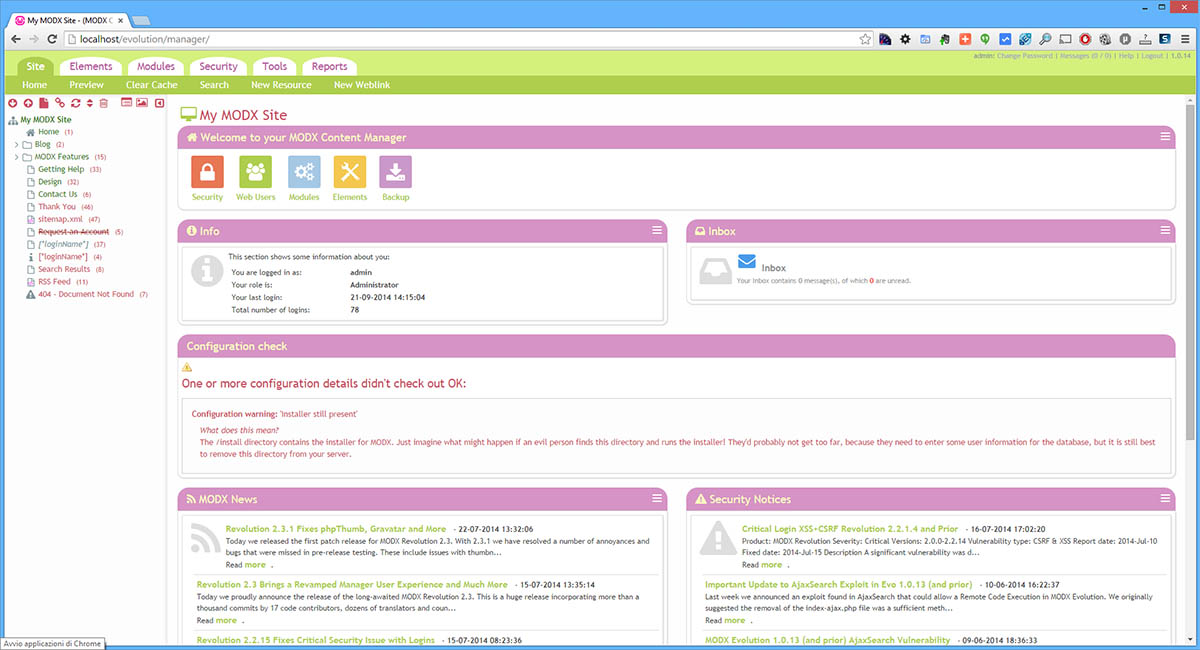 My MODX Site - (MODX C
localhost/evolution/manager/
admin: Change Password | Messages (0 / 0) | Help | Logout | 1.0.14
Site Elements Modules Security Tools Reports
Home Preview Clear Cache Search New Resource New Weblink
My MODX Site
Home (1)
Blog (2)
MODX Features (15)
Getting Help (33)
Design (32)
Contact Us (6)
Thank You (46)
sitemap.xml (47)
Request an Account (5)
[*loginName*] (37)
[*loginName*] (4)
Search Results (8)
RSS Feed (11)
404 - Document Not Found (7)
My MODX Site
Welcome to your MODX Content Manager
Security Web Users Modules Elements Backup
Info
This section shows some information about you:
You are logged in as: admin
Your role is: Administrator
Your last login: 21-09-2014 14:15:04
Total number of logins: 78
Inbox
Inbox
Your Inbox contains 0 message(s), of which 0 are unread.
Configuration check
One or more configuration details didn't check out OK:
Configuration warning: 'Installer still present'
What does this mean?
The /install directory contains the installer for MODX. Just imagine what might happen if an evil person finds this directory and runs the installer! They'd probably not get too far, because they need to enter some user information for the database, but it is still best
to remove this directory from your server.
MODX News
Revolution 2.3.1 Fixes phpThumb, Gravatar and More - 22-07-2014 13:32:06
Today we released the first patch release for MODX Revolution 2.3. With 2.3.1 we have resolved a number of annoyances and
bugs that were missed in pre-release testing. These include issues with thumbn...
Read more .
Revolution 2.3 Brings a Revamped Manager User Experience and Much More - 15-07-2014 13:35:14
Today we proudly announce the release of the long-awaited MODX Revolution 2.3. This is a huge release incorporating more than a
thousand commits by 17 code contributors, dozens of translators and coun...
Read more .
Revolution 2.2.15 Fixes Critical Security Issue with Logins - 15-07-2014 08:23:36
Security Notices
Critical Login XSS+CSRF Revolution 2.2.1.4 and Prior - 16-07-2014 17:02:20
Product: MODX Revolution Severity: Critical Versions: 2.0.0-2.2.14 Vulnerability type: CSRF & XSS Report date: 2014-Jul-10
Fixed date: 2014-Jul-15 Description A significant vulnerability was d...
Read more .
Important Update to AjaxSearch Exploit in Evo 1.0.13 (and prior) - 10-06-2014 16:22:37
Last week we announced an exploit found in AjaxSearch that could allow a Remote Code Execution in MODX Evolution. We originally
suggested the removal of the index-ajax.php file was a sufficient meth...
Read more .
MODX Evolution 1.0.13 (and prior) AjaxSearch Vulnerability - 09-06-2014 18:36:33
Avvio applicazioni di Chrome